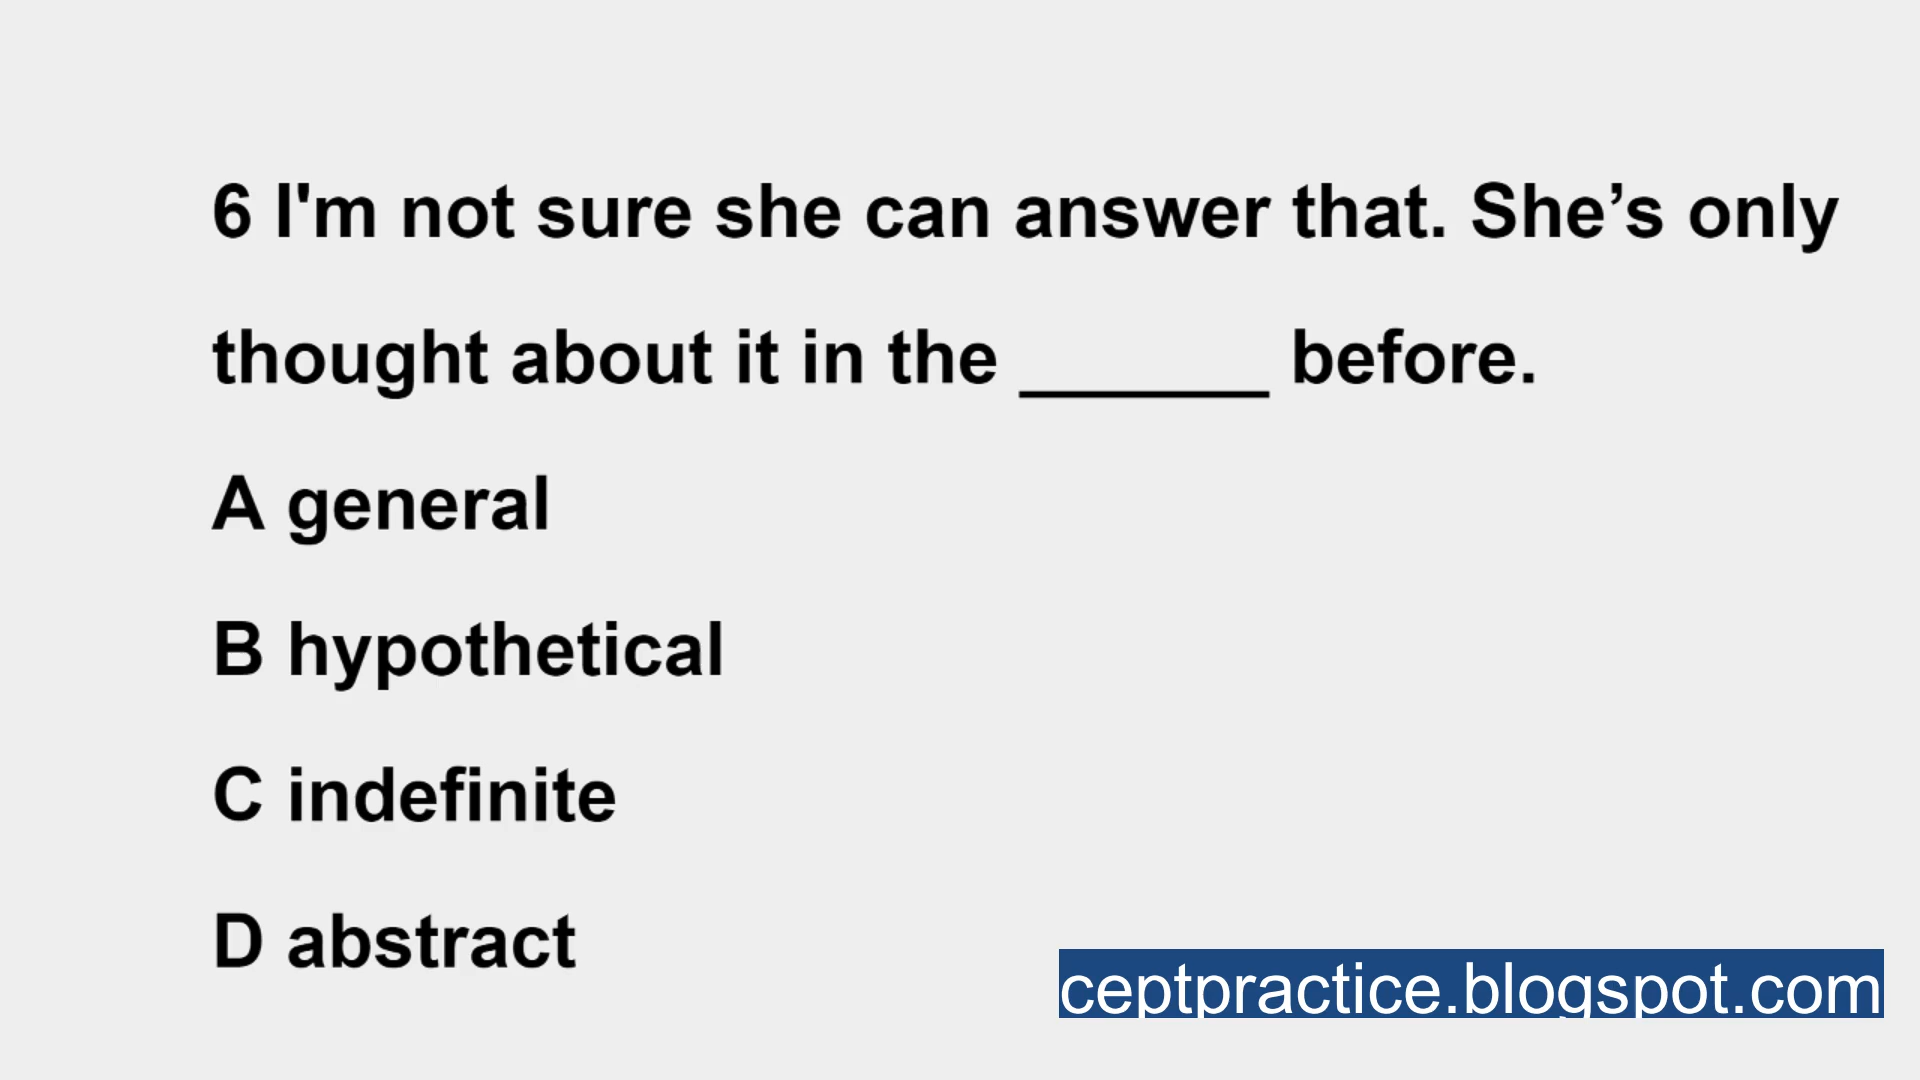 6 I'm not sure she can answer that. She’s only
thought about it in the _______ before.
A general
B hypothetical
C indefinite
D abstract
ceptpractice.blogspot.com